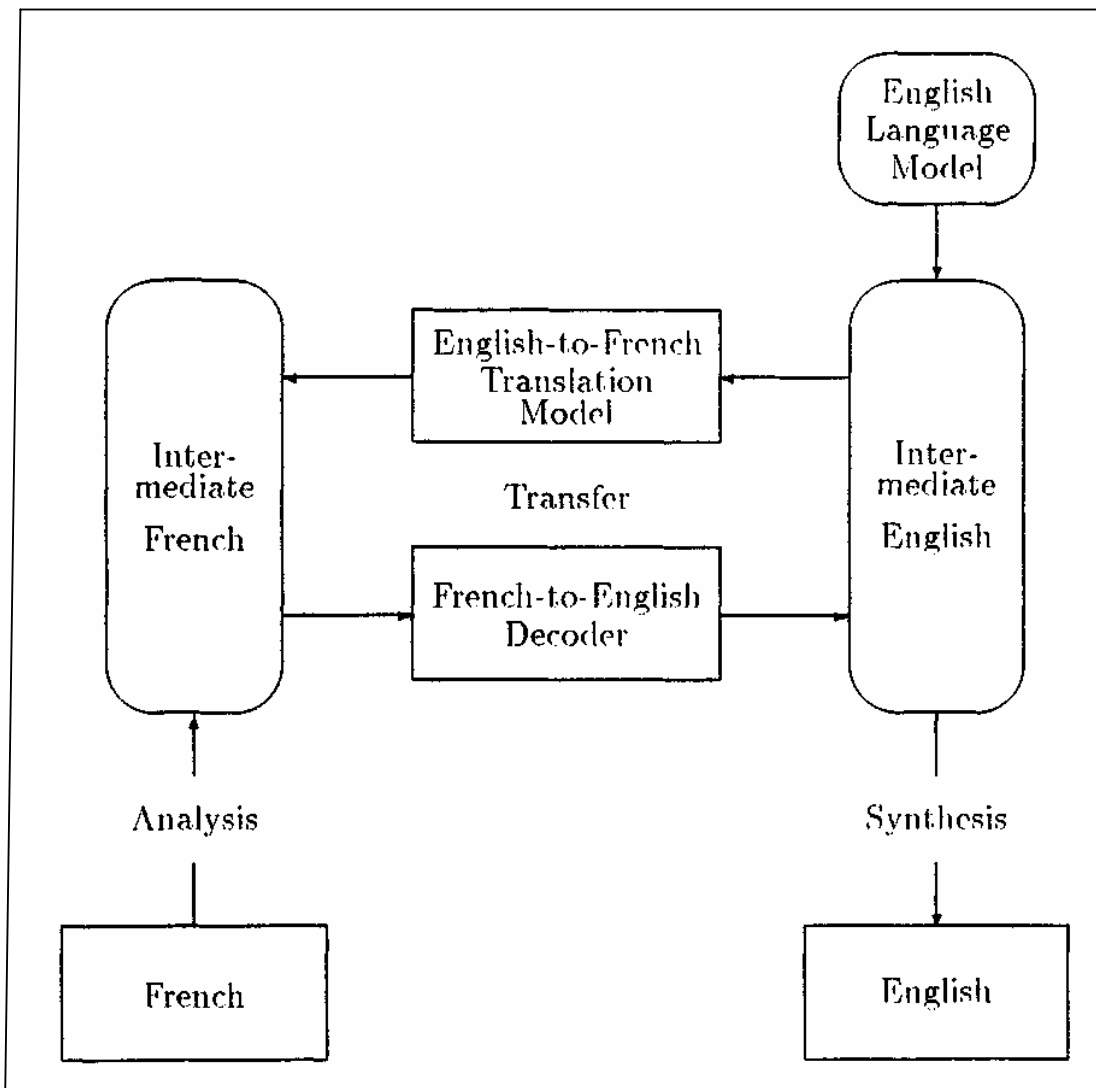 English
Language
Model
English-to-French
Translation
Model
Inter-
mediate
French
Transfer
Inter-
mediate
English
French-to-English
Decoder
Analysis
Synthesis
French
English